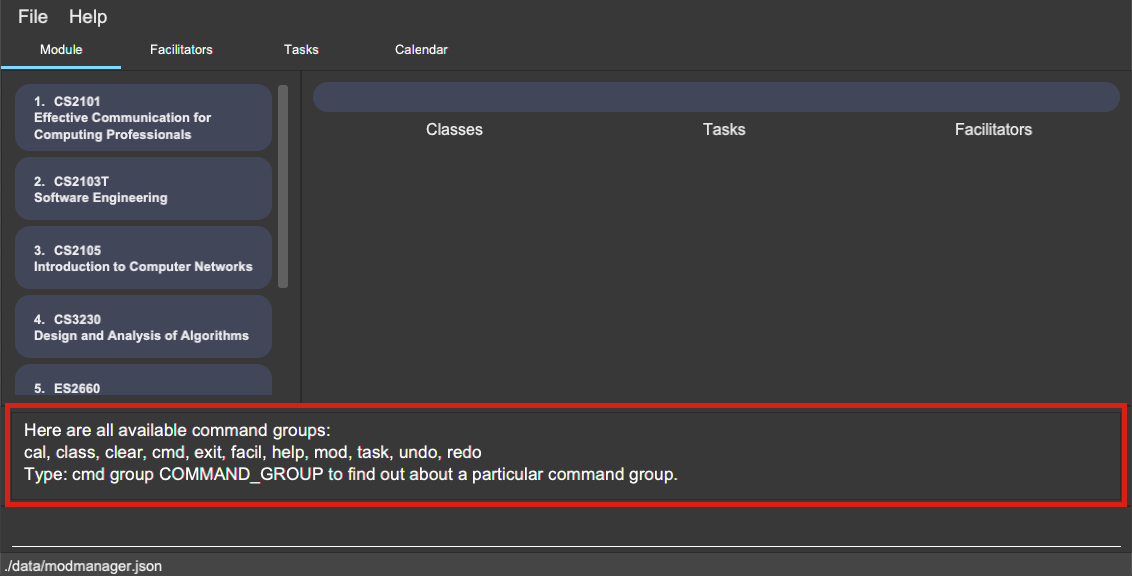 File Help
Module Facilitators Tasks Calendar
1. CS2101
Effective Communication for
Computing Professionals
2. CS2103T
Software Engineering
3. CS2105
Introduction to Computer Networks
4. CS3230
Design and Analysis of Algorithms
5. ES2660
Classes Tasks Facilitators
Here are all available command groups:
cal, class, clear, cmd, exit, facil, help, mod, task, undo, redo
Type: cmd group COMMAND_GROUP to find out about a particular command group.
./data/modmanager.json